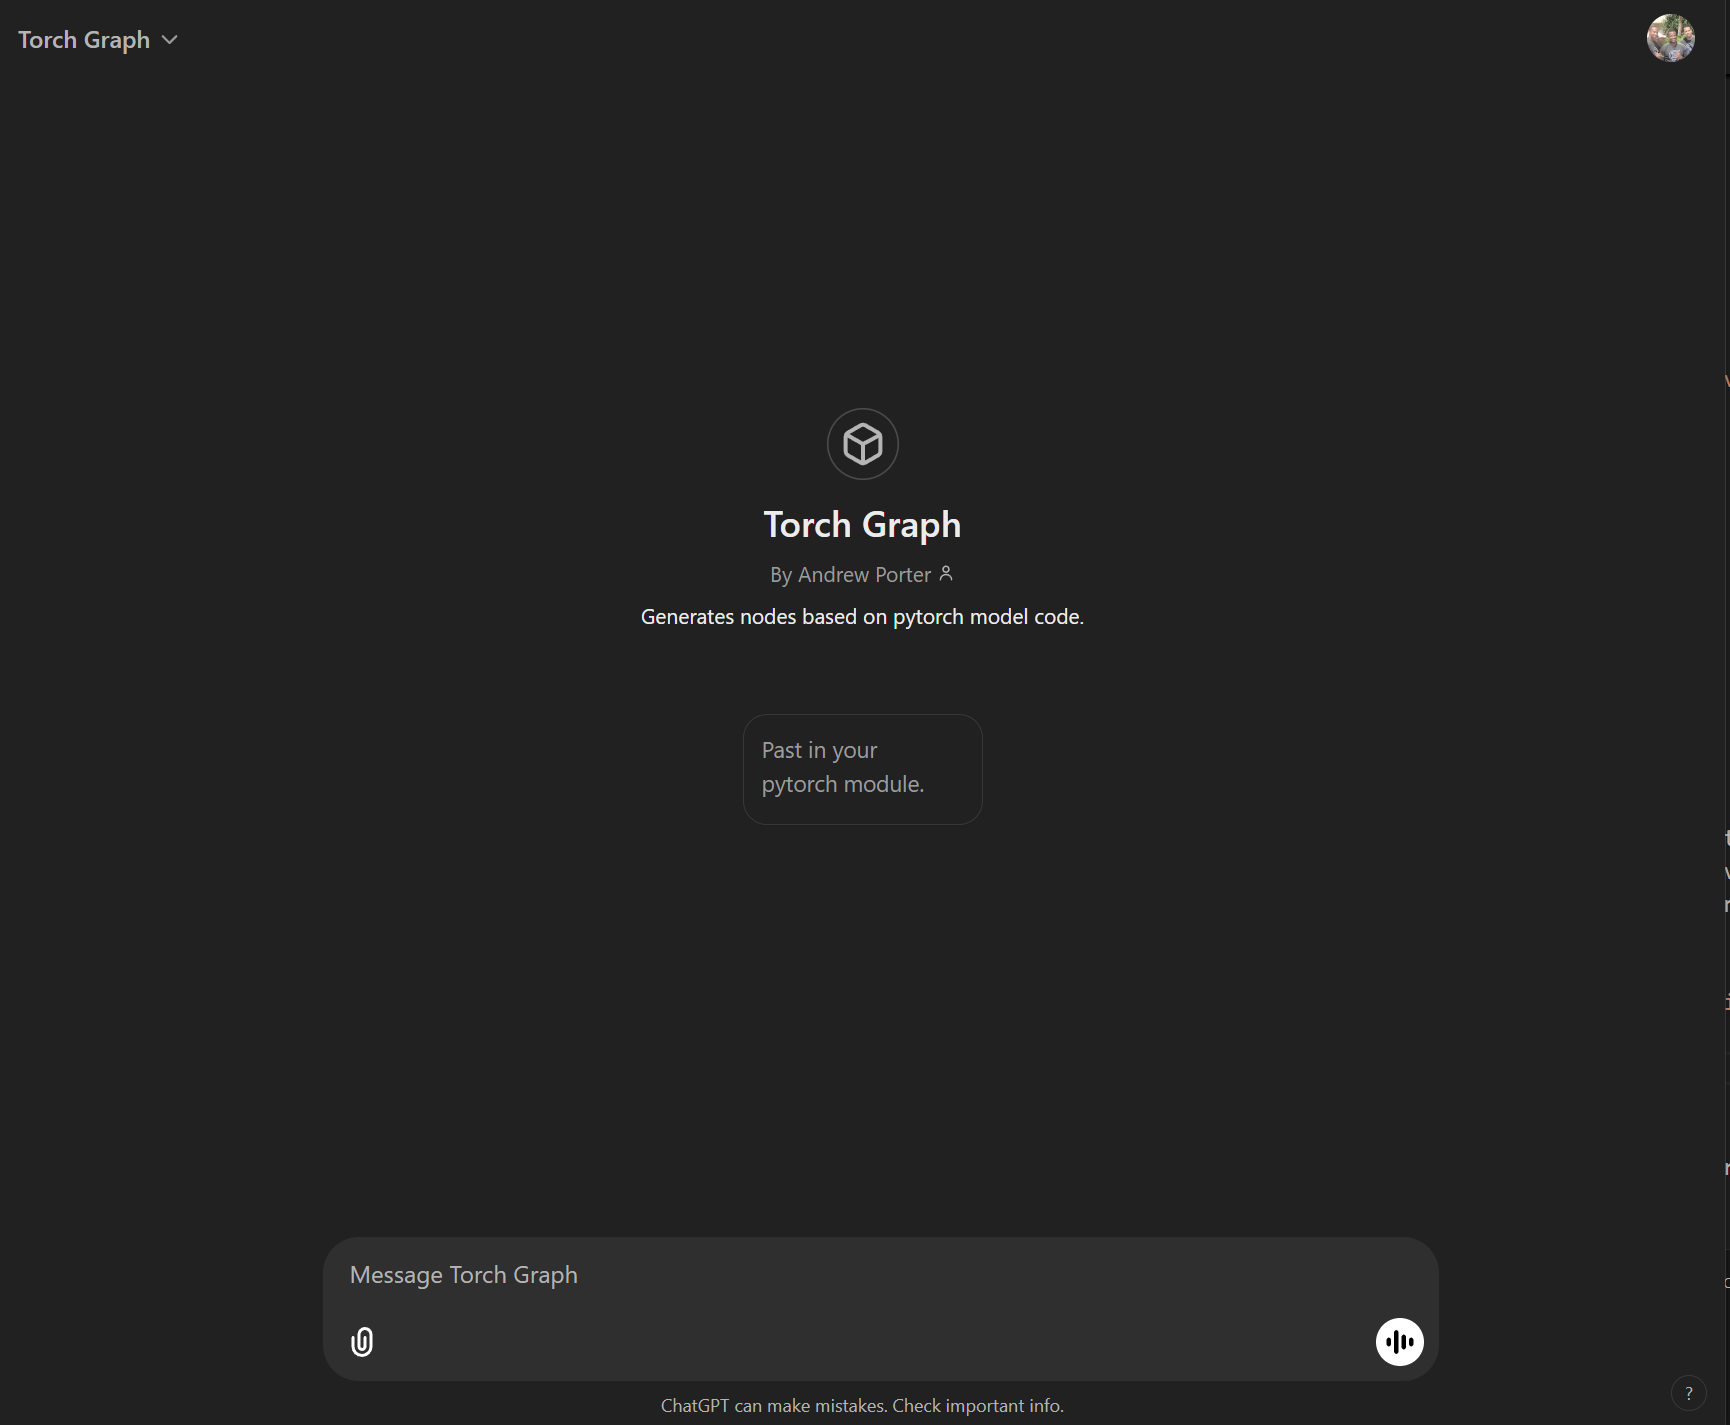 Torch Graph
Torch Graph
By Andrew Porter
Generates nodes based on pytorch model code.
Past in your
pytorch module.
Message Torch Graph
ChatGPT can make mistakes. Check important info.
?